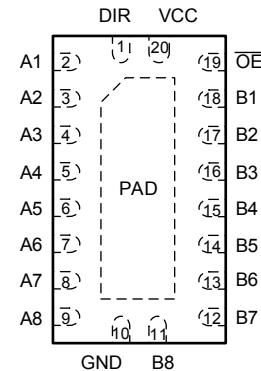 DIR VCC
1 20
A1 2 19 OE
A2 3 18 B1
A3 4 17 B2
A4 5 16 B3
PAD
A5 6 15 B4
A6 7 14 B5
A7 8 13 B6
A8 9 12 B7
10 11
GND B8